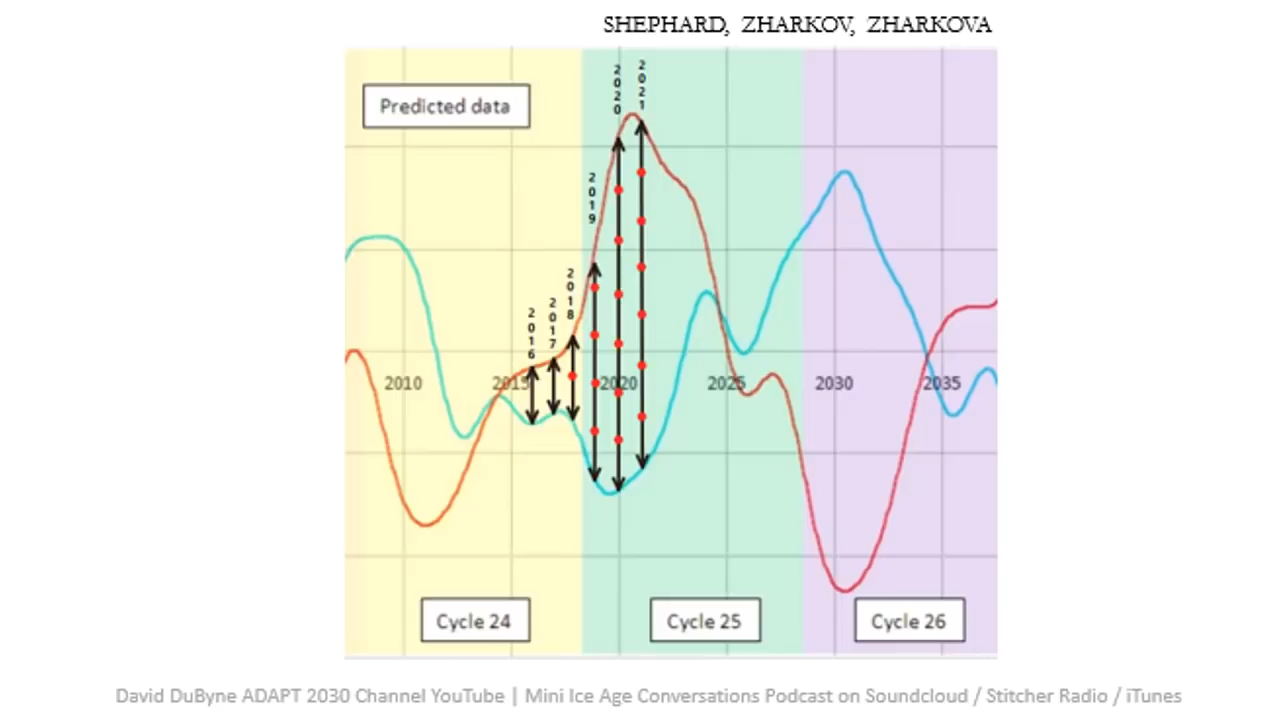 SHEPHARD, ZHARKOV, ZHARKOVA
Predicted data
2016
2017
2018
2019
2020
2021
2010
2015
2020
2025
2030
2035
Cycle 24
Cycle 25
Cycle 26
David DuByne ADAPT 2030 Channel YouTube | Mini Ice Age Conversations Podcast on Soundcloud / Stitcher Radio / iTunes